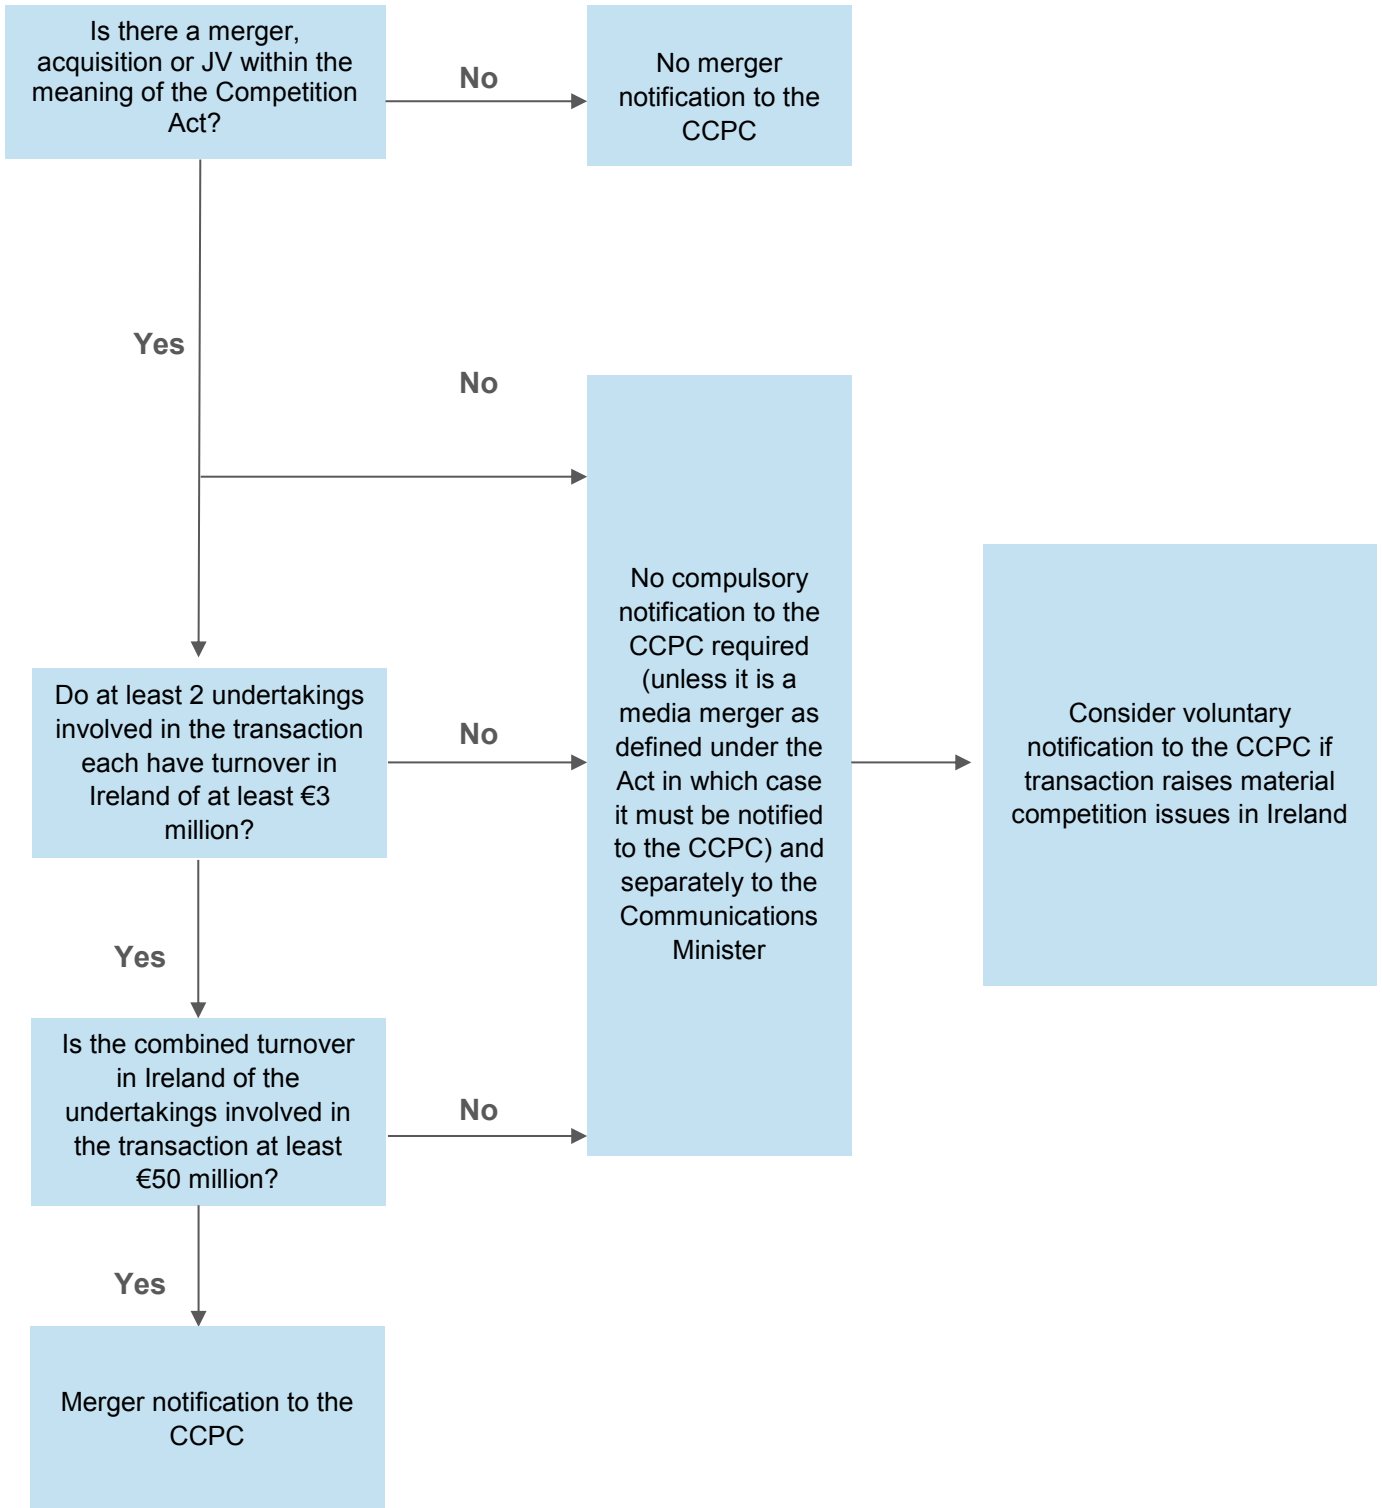 Is there a merger,
acquisition or JV within the
meaning of the Competition
Act?
No
No merger
notification to the
CCPC
Yes
No
No compulsory
notification to the
CCPC required
(unless it is a
media merger as
defined under the
Act in which case
it must be notified
to the CCPC) and
separately to the
Communications
Minister
Consider voluntary
notification to the CCPC if
transaction raises material
competition issues in Ireland
Do at least 2 undertakings
involved in the transaction
each have turnover in
Ireland of at least €3
million?
No
Yes
Is the combined turnover
in Ireland of the
undertakings involved in
the transaction at least
€50 million?
No
Yes
Merger notification to the
CCPC